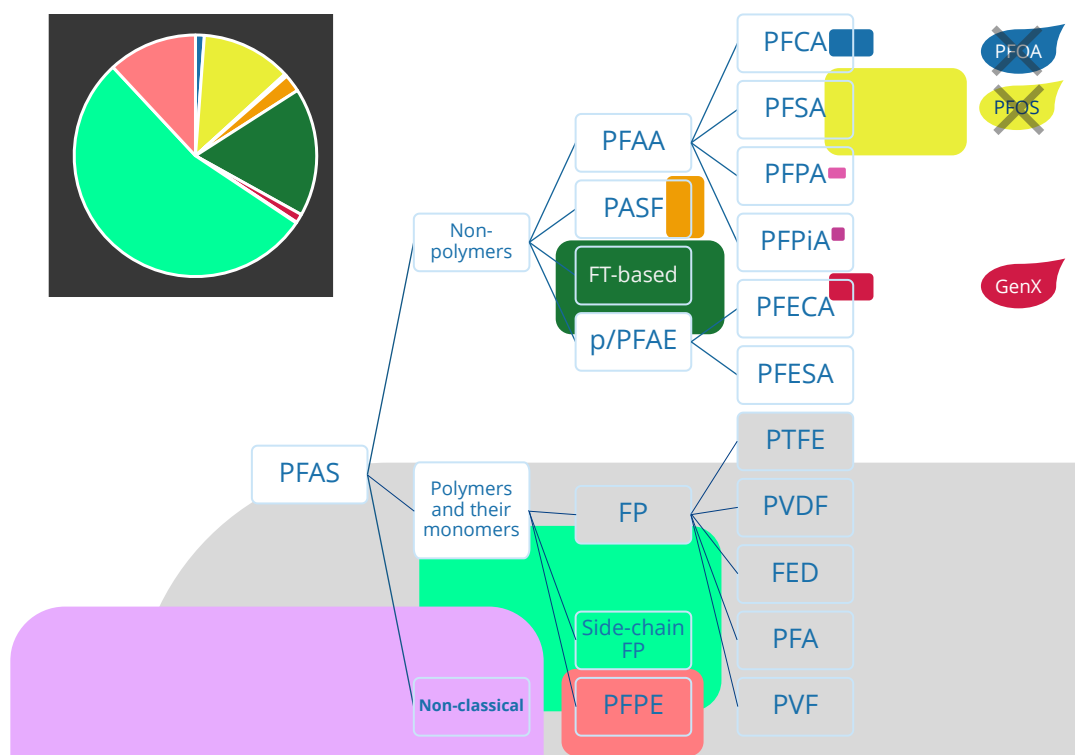 PFCA
PFOA
PFSA
PFOS
PFAA
PFPA
PASF
Non-
polymers
PFPiA
FT-based
GenX
PFECA
p/PFAE
PFESA
PTFE
PFAS
Polymers
and their
monomers
FP
PVDF
FED
Side-chain
FP
PFA
Non-classical
PFPE
PVF